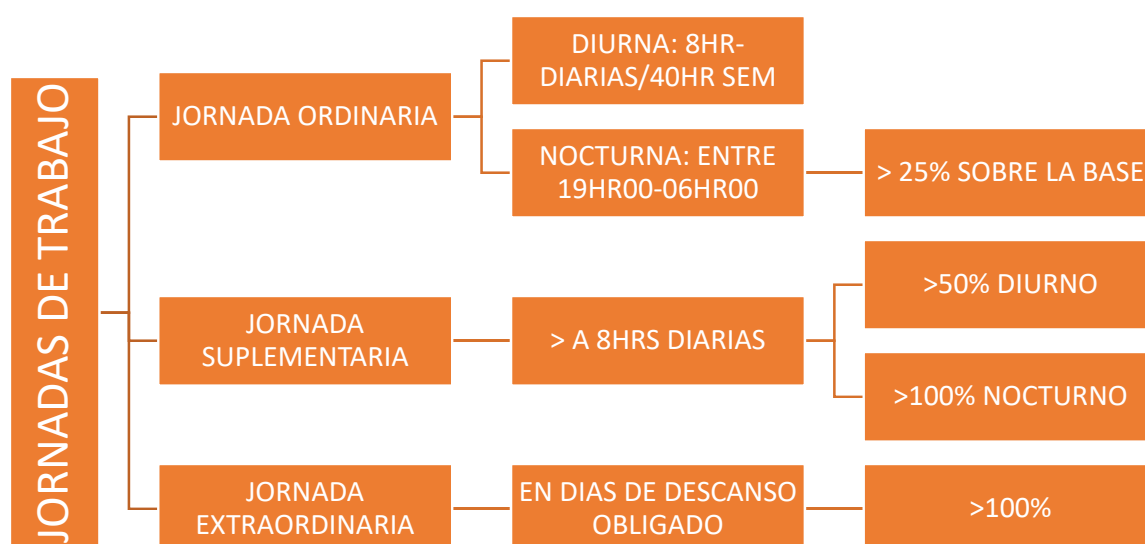 JORNADAS DE TRABAJO
JORNADA ORDINARIA
DIURNA: 8HR-
DIARIAS/40HR SEM
NOCTURNA: ENTRE
19HR00-06HR00
> 25% SOBRE LA BASE
JORNADA
SUPLEMENTARIA
> A 8HRS DIARIAS
>50% DIURNO
>100% NOCTURNO
JORNADA
EXTRAORDINARIA
EN DIAS DE DESCANSO
OBLIGADO
>100%